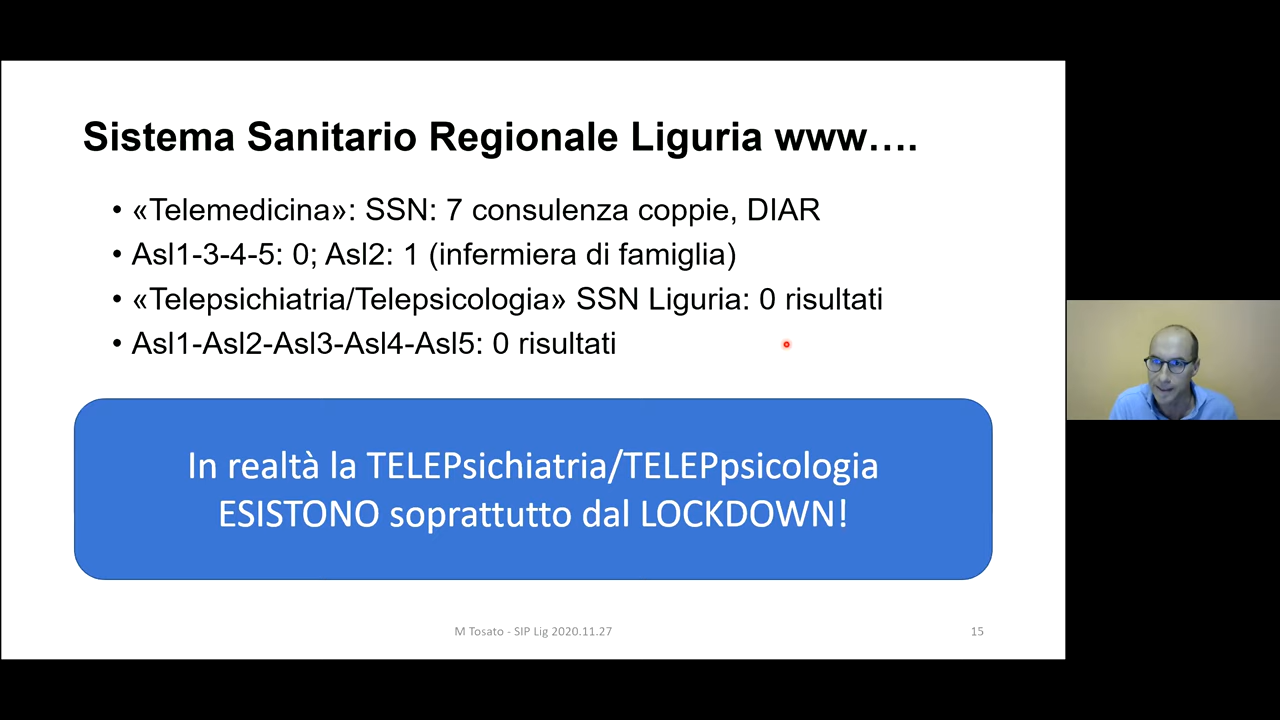 Sistema Sanitario Regionale Liguria www….
• «Telemedicina»: SSN: 7 consulenza coppie, DIAR
• Asl1-3-4-5: 0; Asl2: 1 (infermiera di famiglia)
• «Telepsichiatria/Telepsicologia» SSN Liguria: 0 risultati
• Asl1-Asl2-Asl3-Asl4-Asl5: 0 risultati
In realtà la TELEPsichiatria/TELEPpsicologia
ESISTONO soprattutto dal LOCKDOWN!
M Tosato - SIP Lig 2020.11.27
15